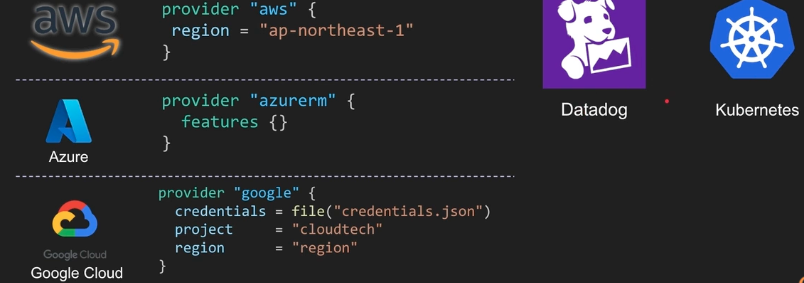 aws
provider "aws" {
region = "ap-northeast-1"
}
Azure
provider "azurerm" {
features {}
}
Google Cloud
Google Cloud
provider "google" {
credentials = file("credentials.json")
project = "cloudtech"
region = "region"
}
Datadog
Kubernetes